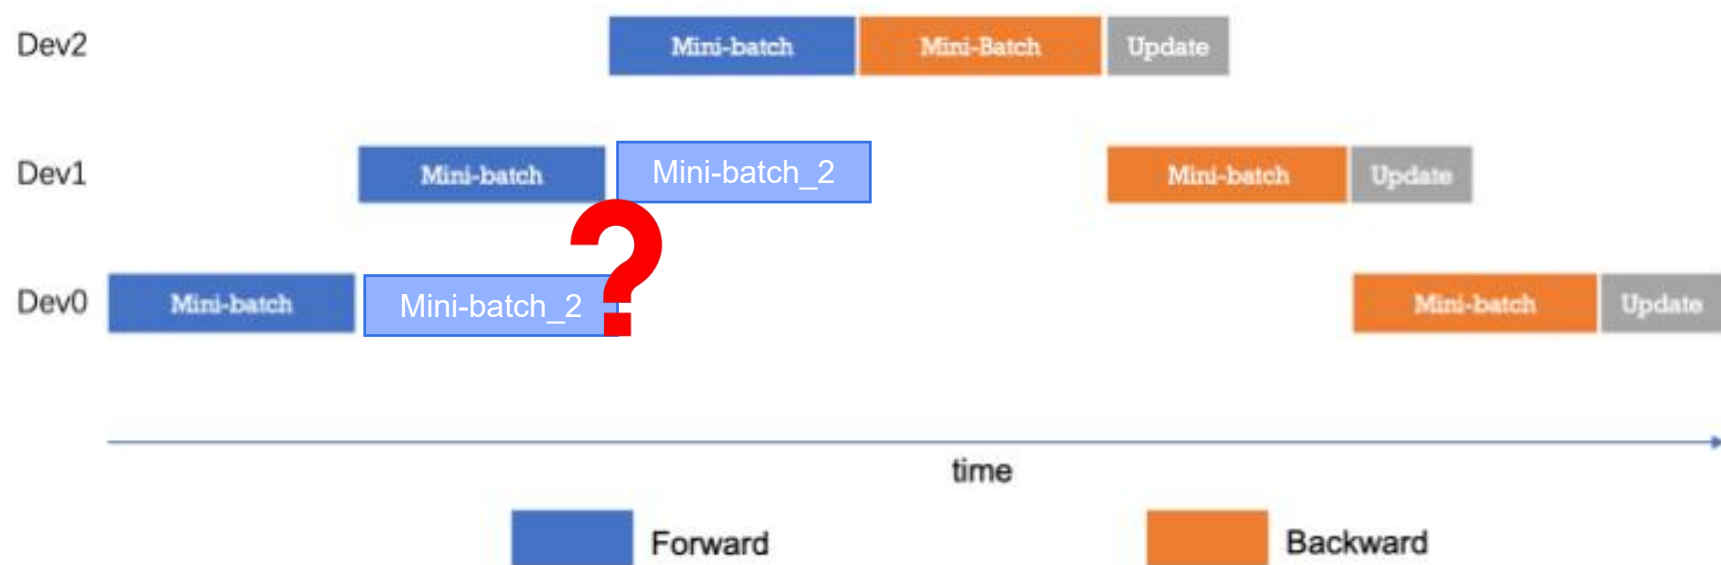 Dev2 Mini-batch Mini-Batch Update
Dev1 Mini-batch Mini-batch_2 Mini-batch Update
Dev0 Mini-batch Mini-batch_2 ? Mini-batch Update
time
Forward Backward